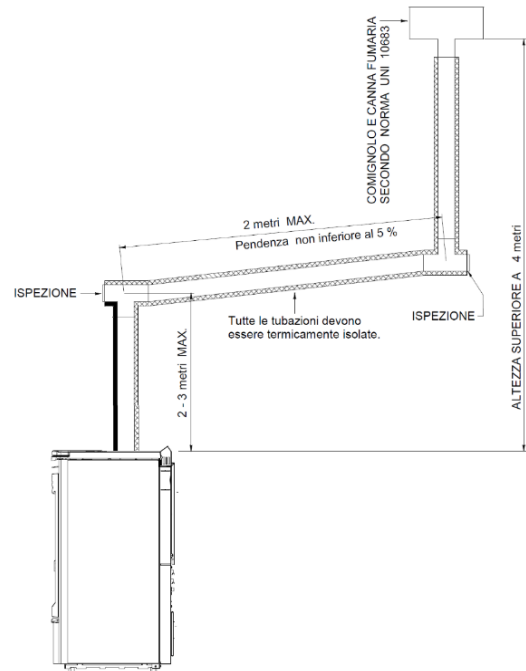 COMIGNOLO E CANNA FUMARIA
SECONDO NORMA UNI 10683
2 metri MAX.
Pendenza non inferiore al 5 %
ISPEZIONE
ISPEZIONE
Tutte le tubazioni devono
essere termicamente isolate.
2 - 3 metri MAX.
ALTEZZA SUPERIORE A 4 metri